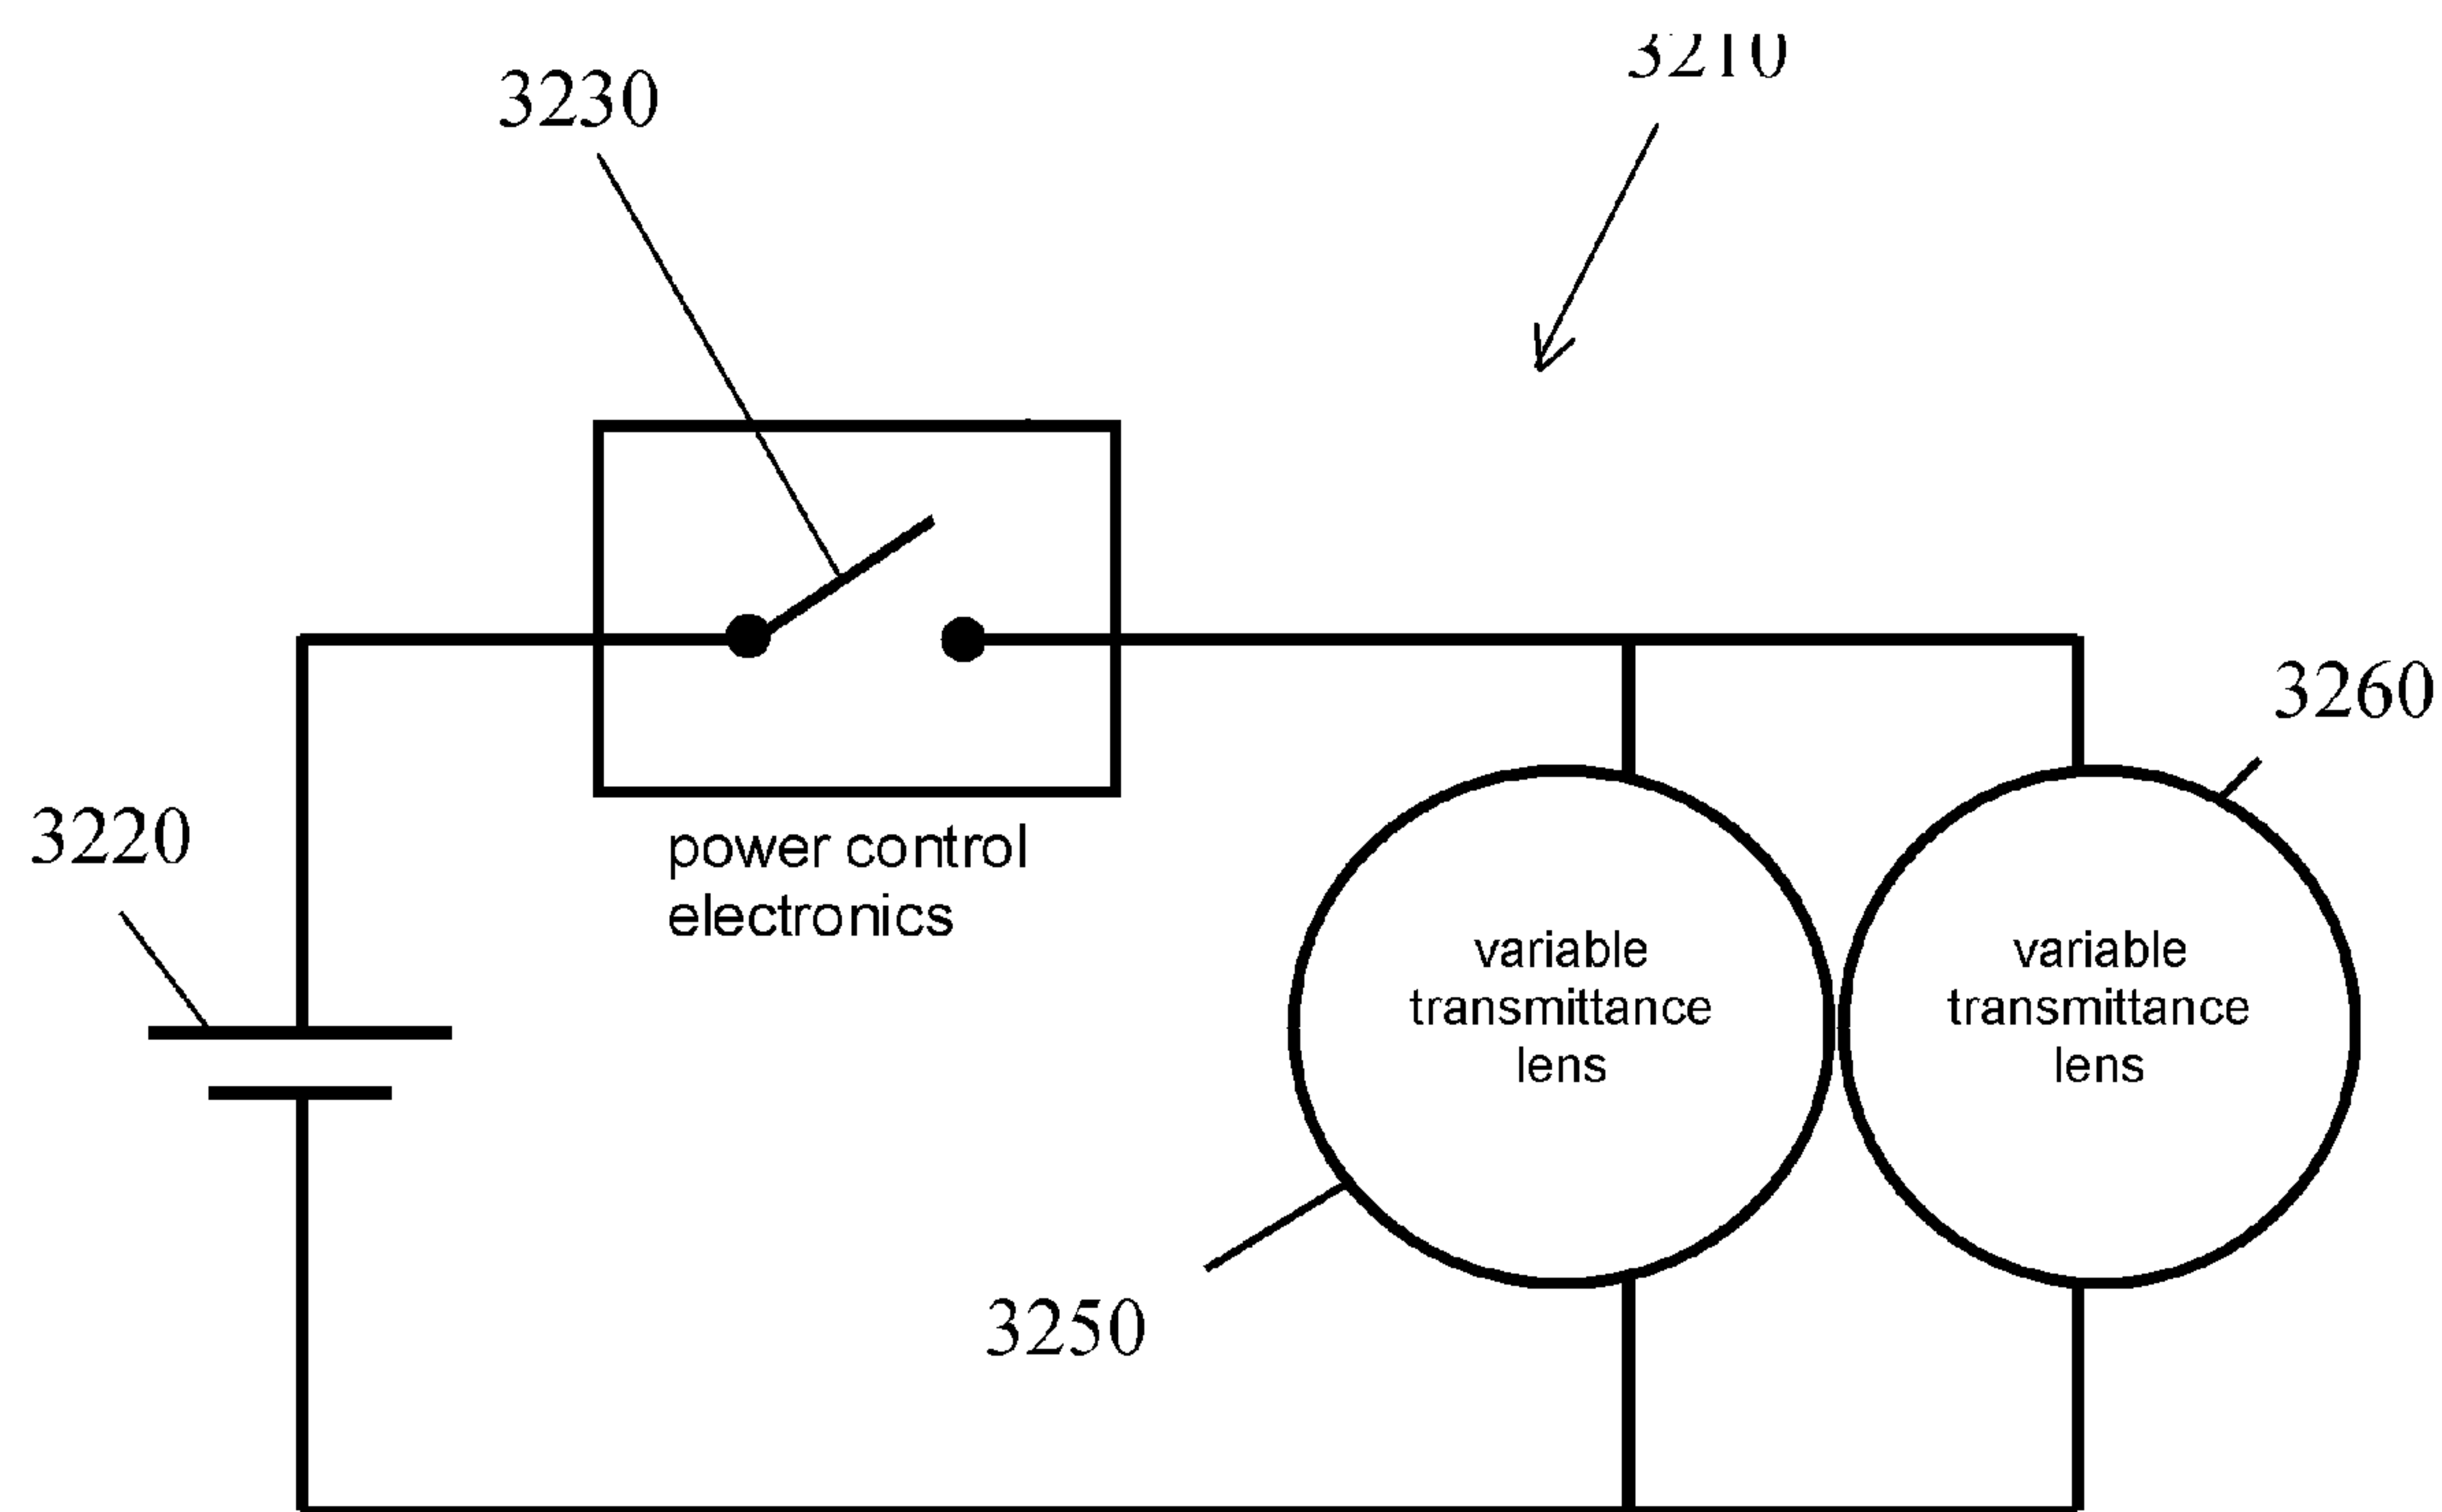 3210
3230
3260
3220
power control
electronics
variable
transmittance
lens
variable
transmittance
lens
3250